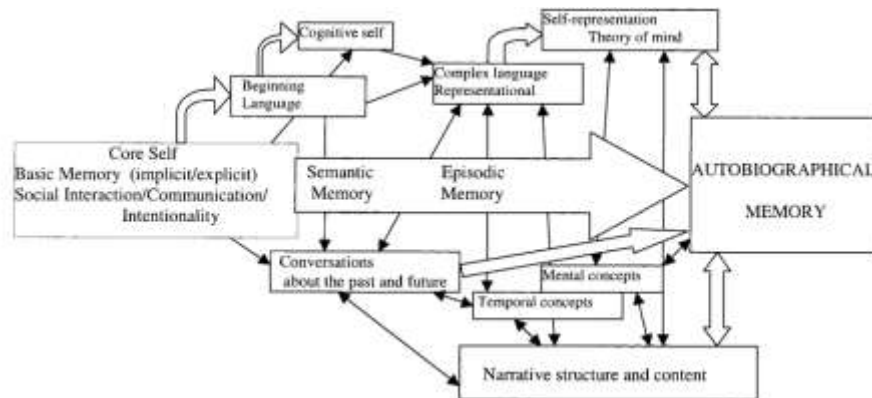 Self-representation
Theory of mind
Cognitive self
Complex language
Representational
Beginning
Language
Core Self
Basic Memory (implicit/explicit)
Social Interaction/Communication/
Intentionality
Semantic
Memory
Episodic
Memory
AUTOBIOGRAPHICAL
MEMORY
Conversations
about the past and future
Mental concepts
Temporal concepts
Narrative structure and content